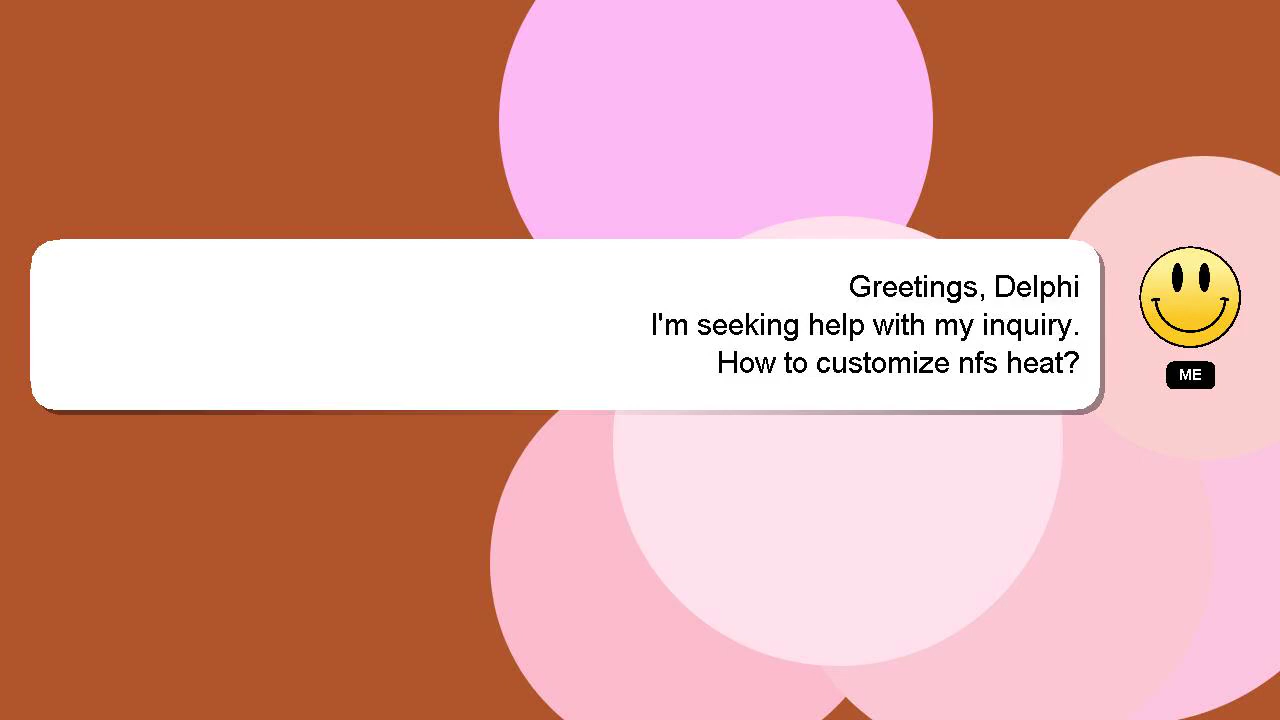 Greetings, Delphi
I'm seeking help with my inquiry.
How to customize nfs heat?
ME